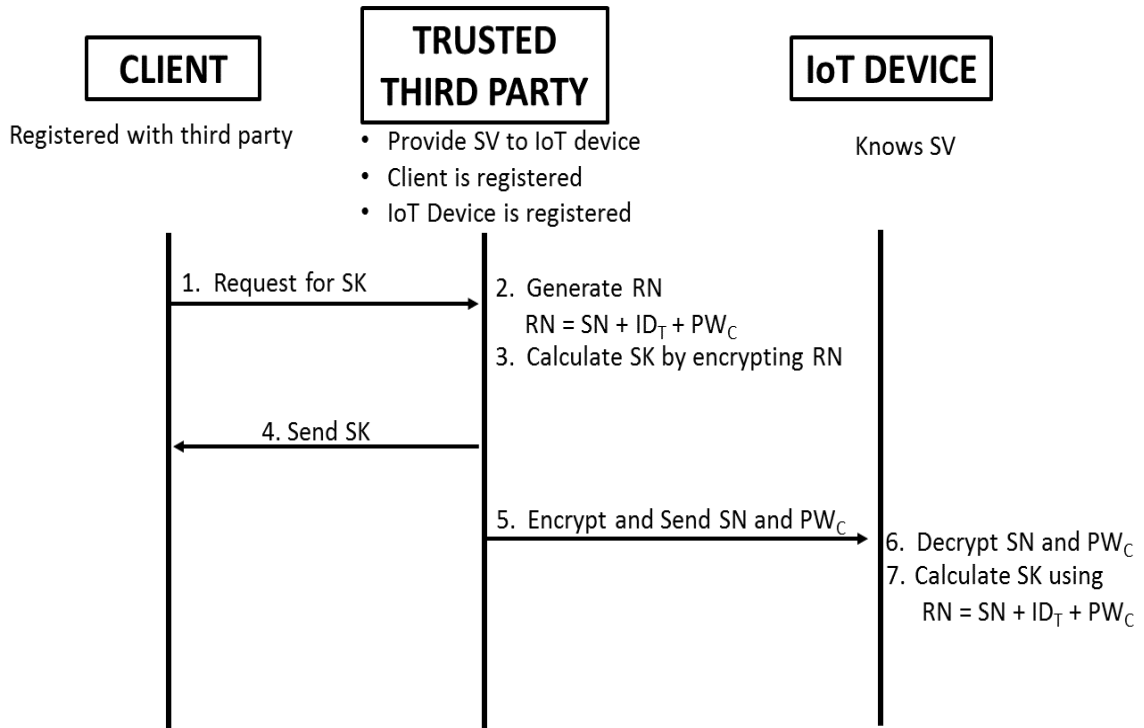 CLIENT
TRUSTED
THIRD PARTY
IoT DEVICE
Registered with third party
• Provide SV to IoT device
• Client is registered
• IoT Device is registered
Knows SV
1. Request for SK
2. Generate RN
RN = SN + ID_T + PW_C
3. Calculate SK by encrypting RN
4. Send SK
5. Encrypt and Send SN and PW_C
6. Decrypt SN and PW_C
7. Calculate SK using
RN = SN + ID_T + PW_C